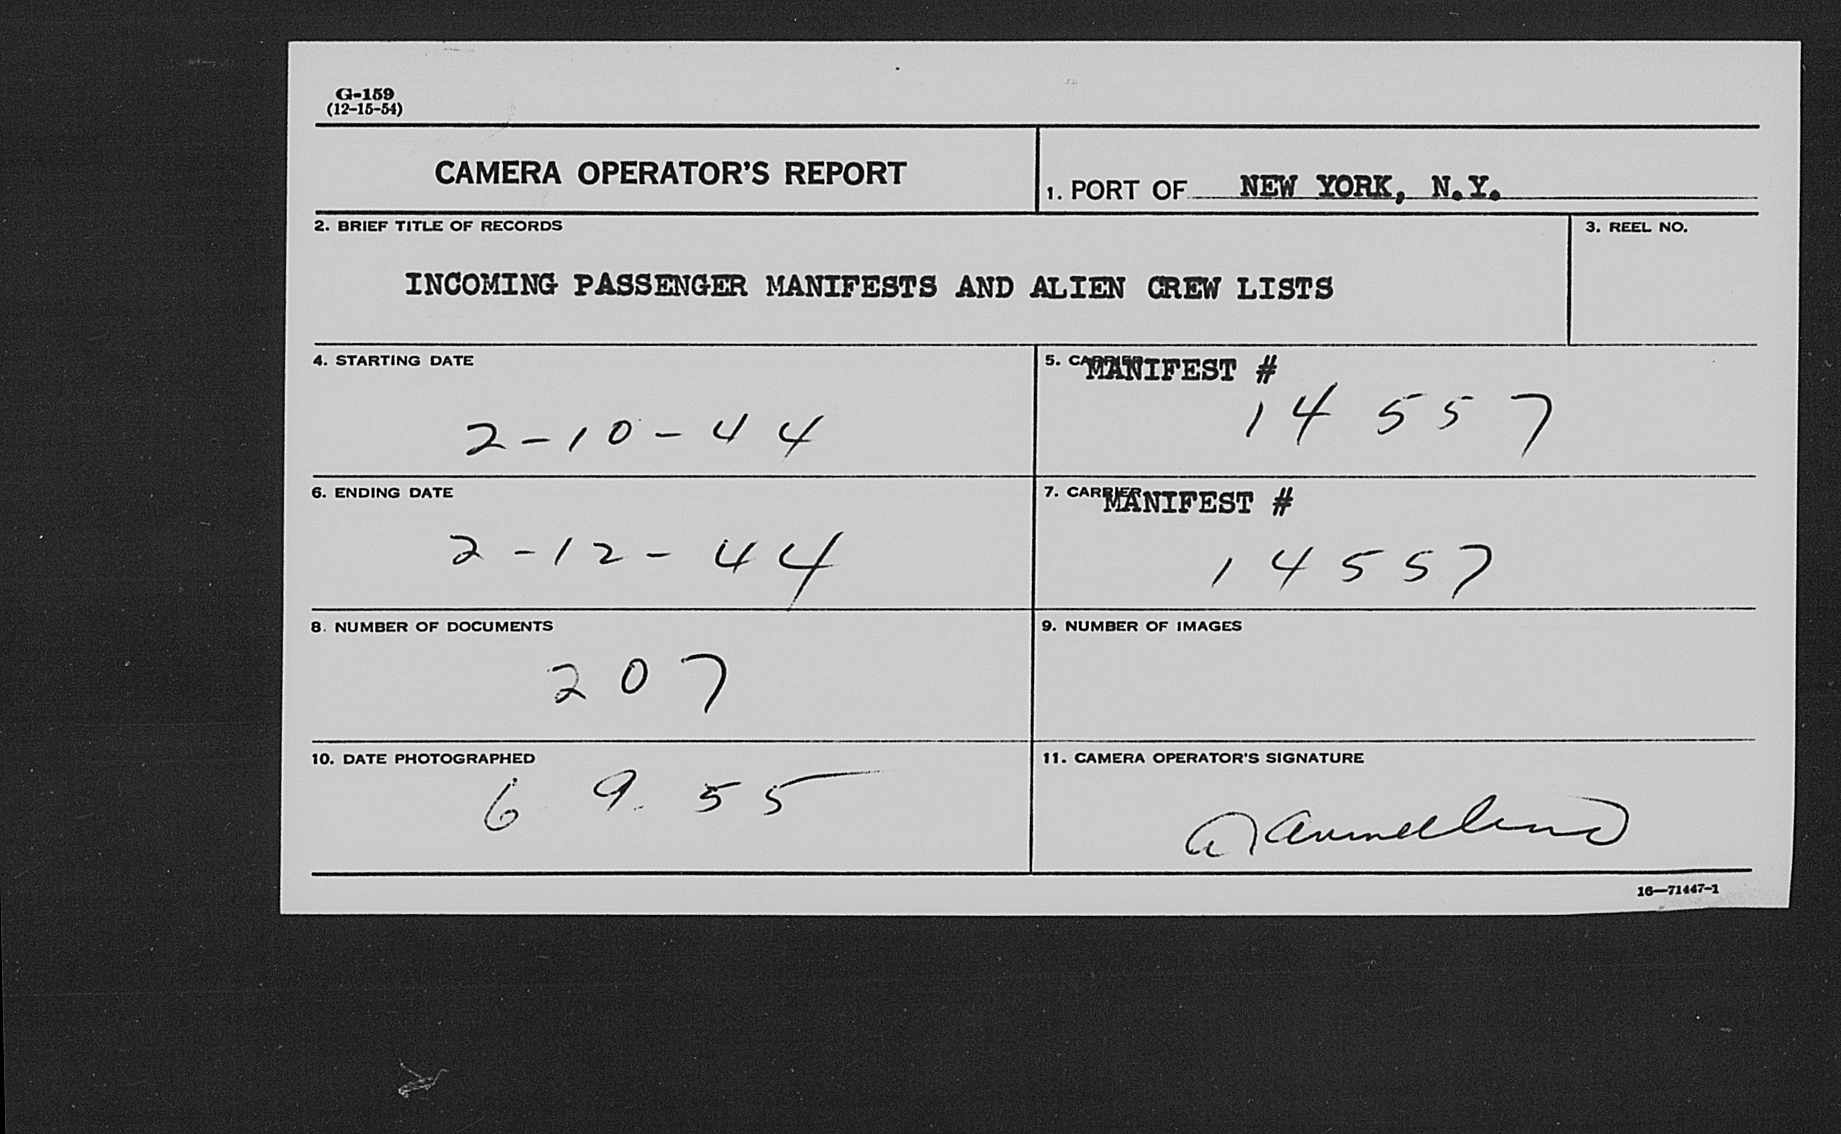 G-159
(12-15-54)
CAMERA OPERATOR'S REPORT
1. PORT OF NEW YORK, N.Y.
2. BRIEF TITLE OF RECORDS
3. REEL NO.
INCOMING PASSENGER MANIFESTS AND ALIEN CREW LISTS
4. STARTING DATE
2-10-44
5. CARRIER MANIFEST #
14557
6. ENDING DATE
2-12-44
7. CARRIER MANIFEST #
14557
8. NUMBER OF DOCUMENTS
207
9. NUMBER OF IMAGES
10. DATE PHOTOGRAPHED
6 9. 55
11. CAMERA OPERATOR'S SIGNATURE
16—71447-1